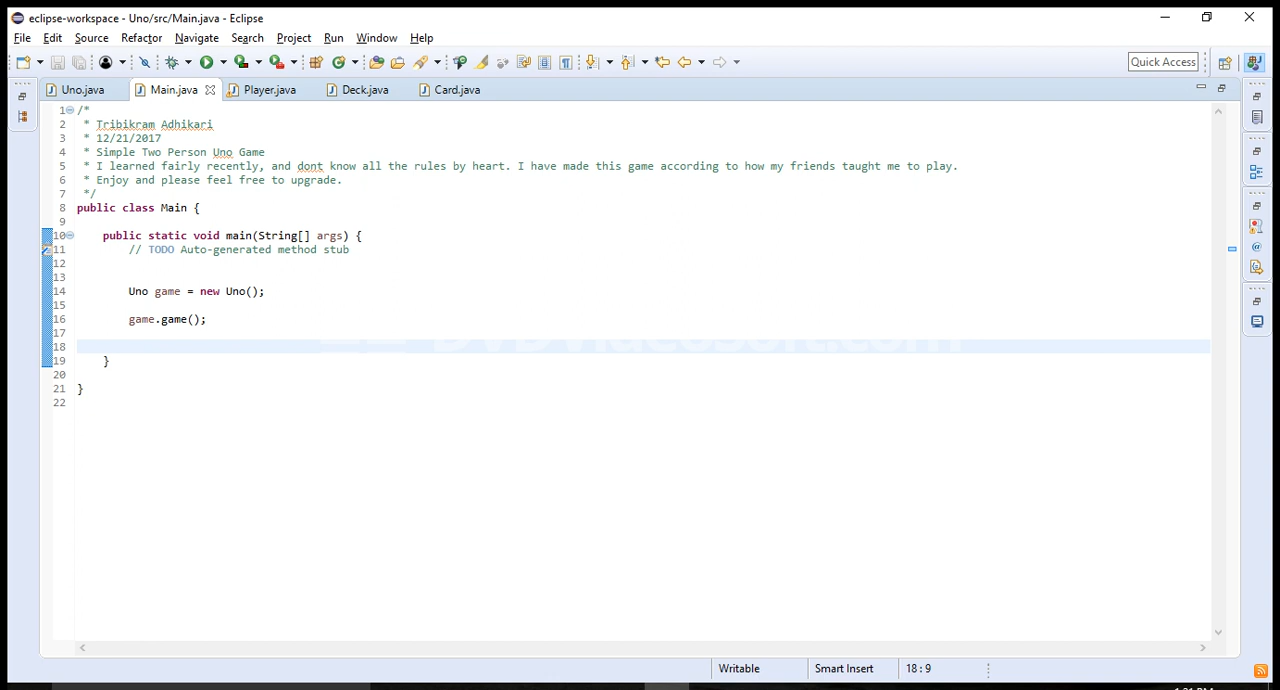 eclipse-workspace - Uno/src/Main.java - Eclipse
File Edit Source Refactor Navigate Search Project Run Window Help
Quick Access
Uno.java Main.java Player.java Deck.java Card.java
1 /*
2 * Tribikram Adhikari
3 * 12/21/2017
4 * Simple Two Person Uno Game
5 * I learned fairly recently, and dont know all the rules by heart. I have made this game according to how my friends taught me to play.
6 * Enjoy and please feel free to upgrade.
7 */
8 public class Main {
9
10 public static void main(String[] args) {
11 // TODO Auto-generated method stub
12
13
14 Uno game = new Uno();
15
16 game.game();
17
18
DVDVideoSoft.com
19 }
20
21 }
22
Writable Smart Insert 18 : 9